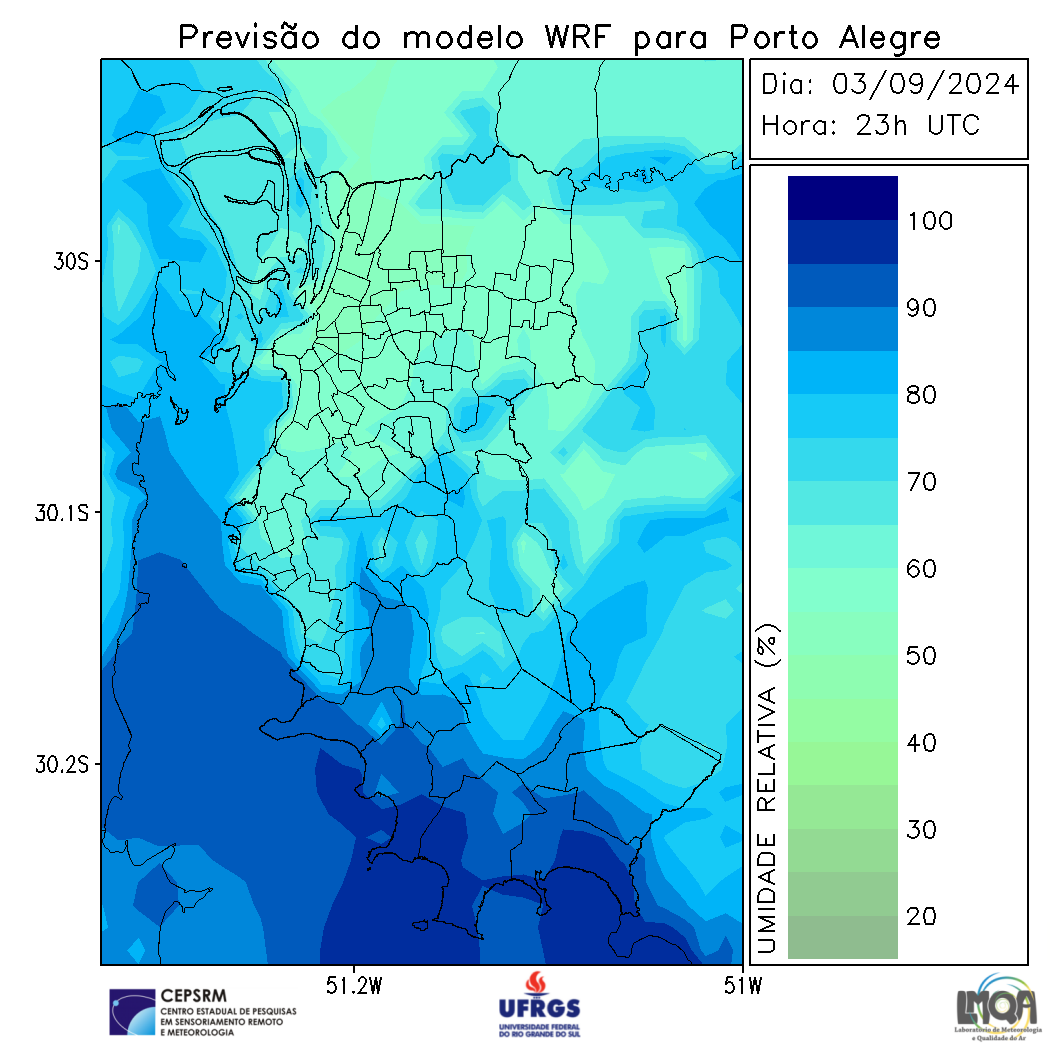 Previsão do modelo WRF para Porto Alegre
Dia: 03/09/2024
Hora: 23h UTC
30S
30.1S
30.2S
51.2W
51W
100
90
80
70
60
50
40
30
20
UMIDADE RELATIVA (%)
CEPSRM
CENTRO ESTADUAL DE PESQUISAS
EM SENSORIAMENTO REMOTO
E METEOROLOGIA
UFRGS
UNIVERSIDADE FEDERAL
DO RIO GRANDE DO SUL
LMQA
Laboratório de Meteorologia
e Qualidade do Ar